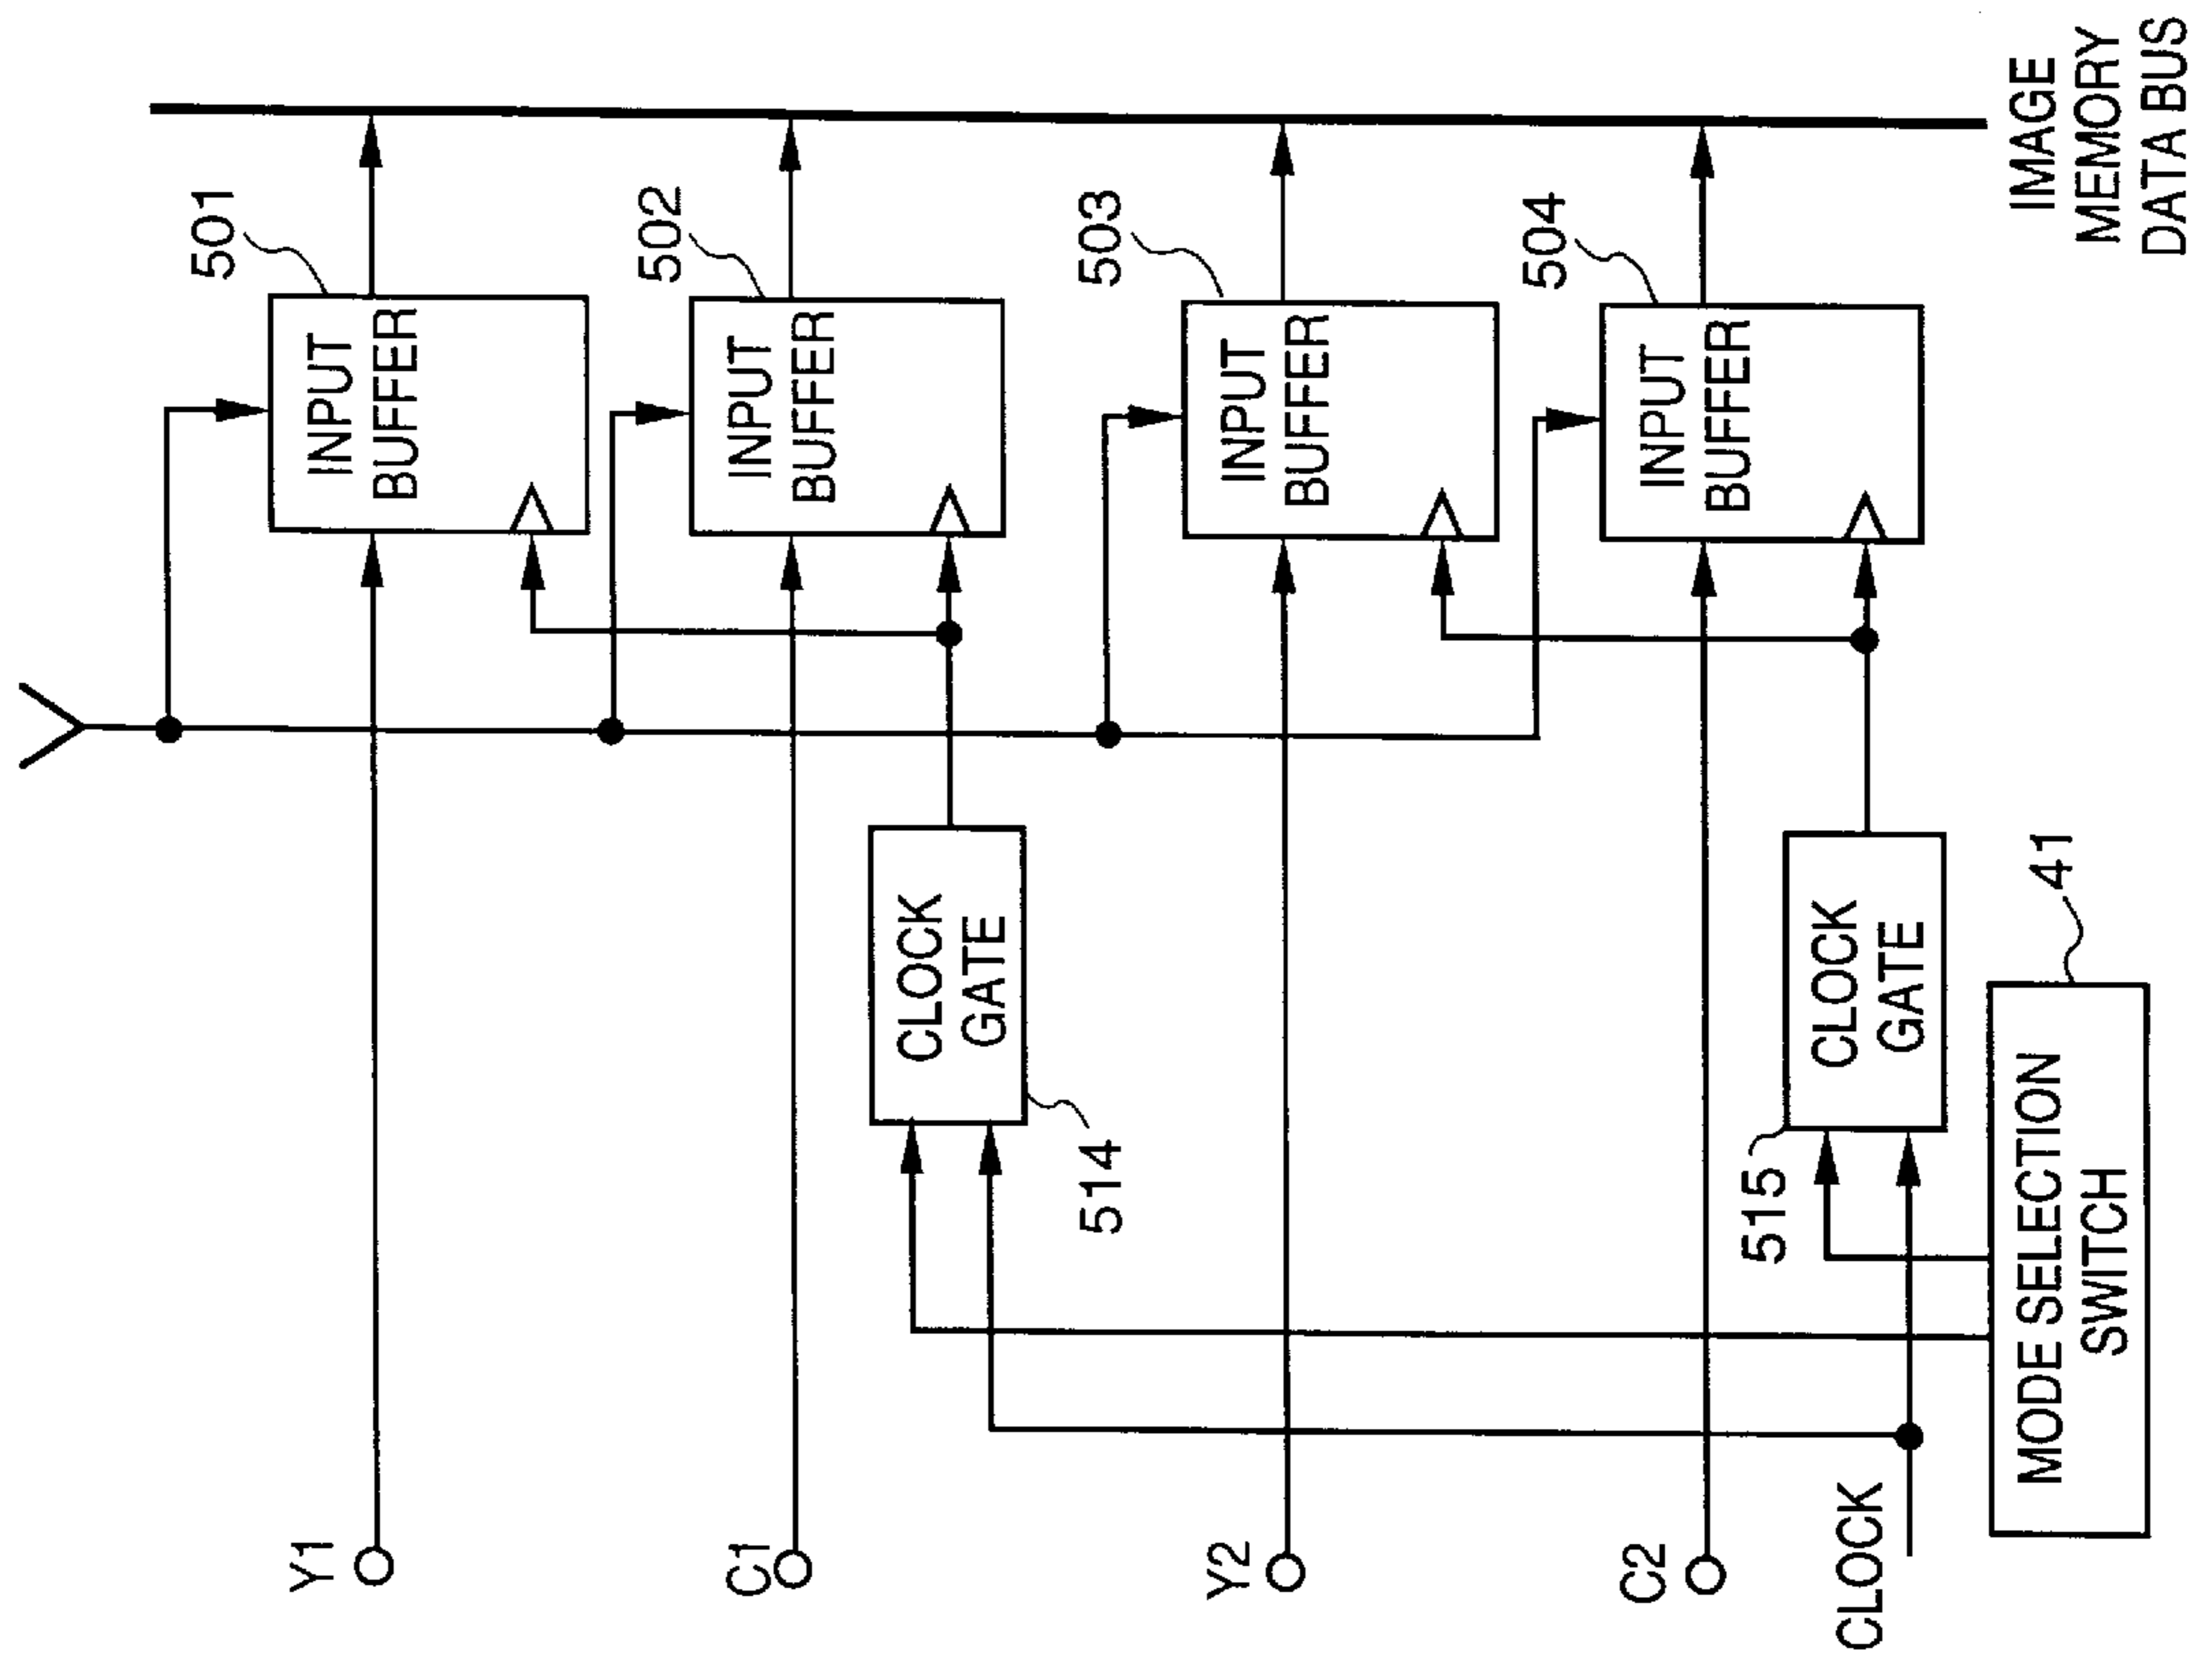 Y1
501
INPUT
BUFFER
C1
502
INPUT
BUFFER
CLOCK
GATE
514
Y2
503
INPUT
BUFFER
C2
504
INPUT
BUFFER
CLOCK
515
CLOCK
GATE
MODE SELECTION
SWITCH
41
IMAGE
MEMORY
DATA BUS